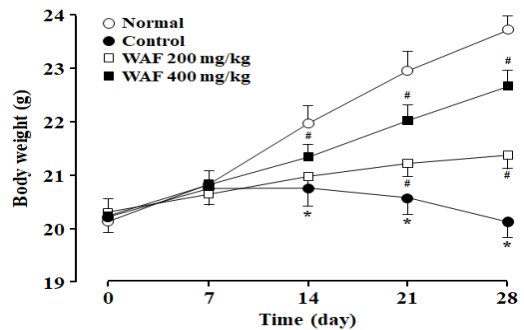 24
23
22
21
20
19
Body weight (g)
Normal
Control
WAF 200 mg/kg
WAF 400 mg/kg
#
#
#
#
#
*
*
*
0 7 14 21 28
Time (day)